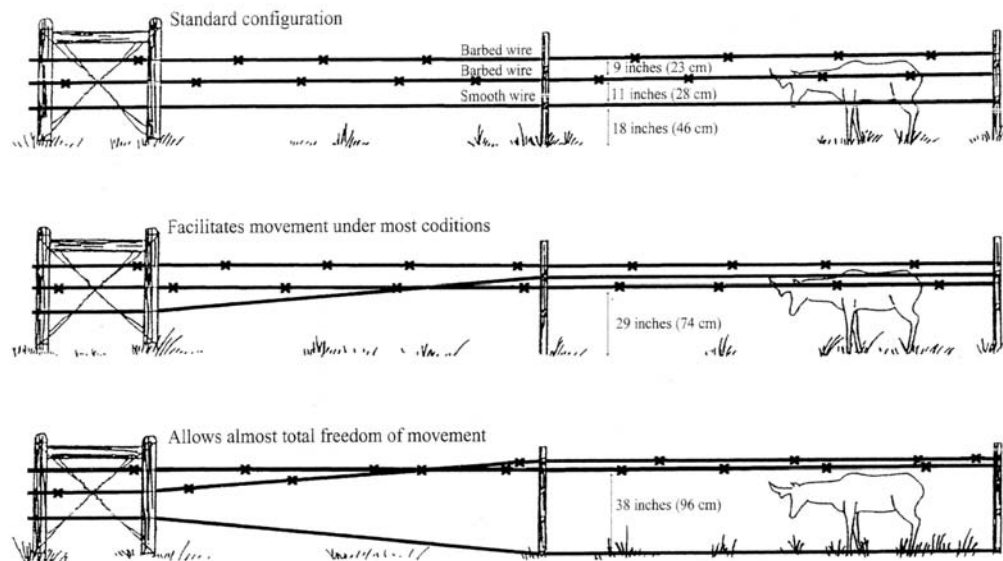 Standard configuration
Barbed wire
Barbed wire
9 inches (23 cm)
Smooth wire
11 inches (28 cm)
18 inches (46 cm)
Facilitates movement under most coditions
29 inches (74 cm)
Allows almost total freedom of movement
38 inches (96 cm)